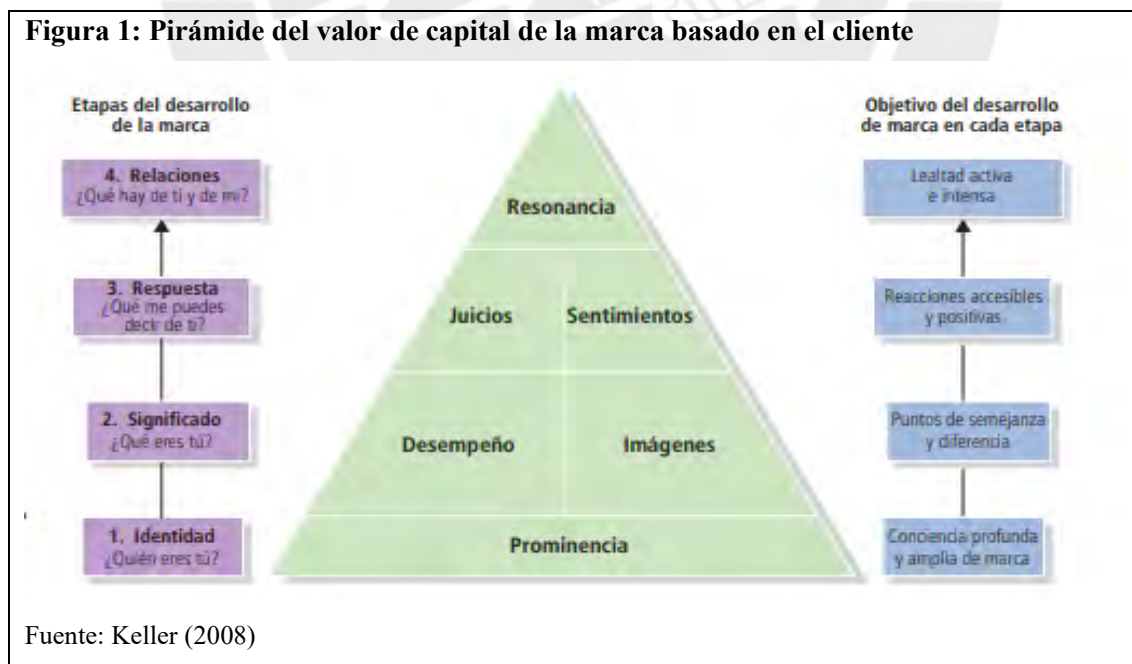 Figura 1: Pirámide del valor de capital de la marca basado en el cliente
Etapas del desarrollo
de la marca
4. Relaciones
¿Qué hay de ti y de mi?
3. Respuesta
¿Qué me puedes
decir de ti?
2. Significado
¿Qué eres tú?
1. Identidad
¿Quién eres tú?
Resonancia
Juicios
Sentimientos
Desempeño
Imágenes
Prominencia
Objetivo del desarrollo
de marca en cada etapa
Lealtad activa
e intensa
Reacciones accesibles
y positivas
Puntos de semejanza
y diferencia
Conciencia profunda
y amplia de marca
Fuente: Keller (2008)